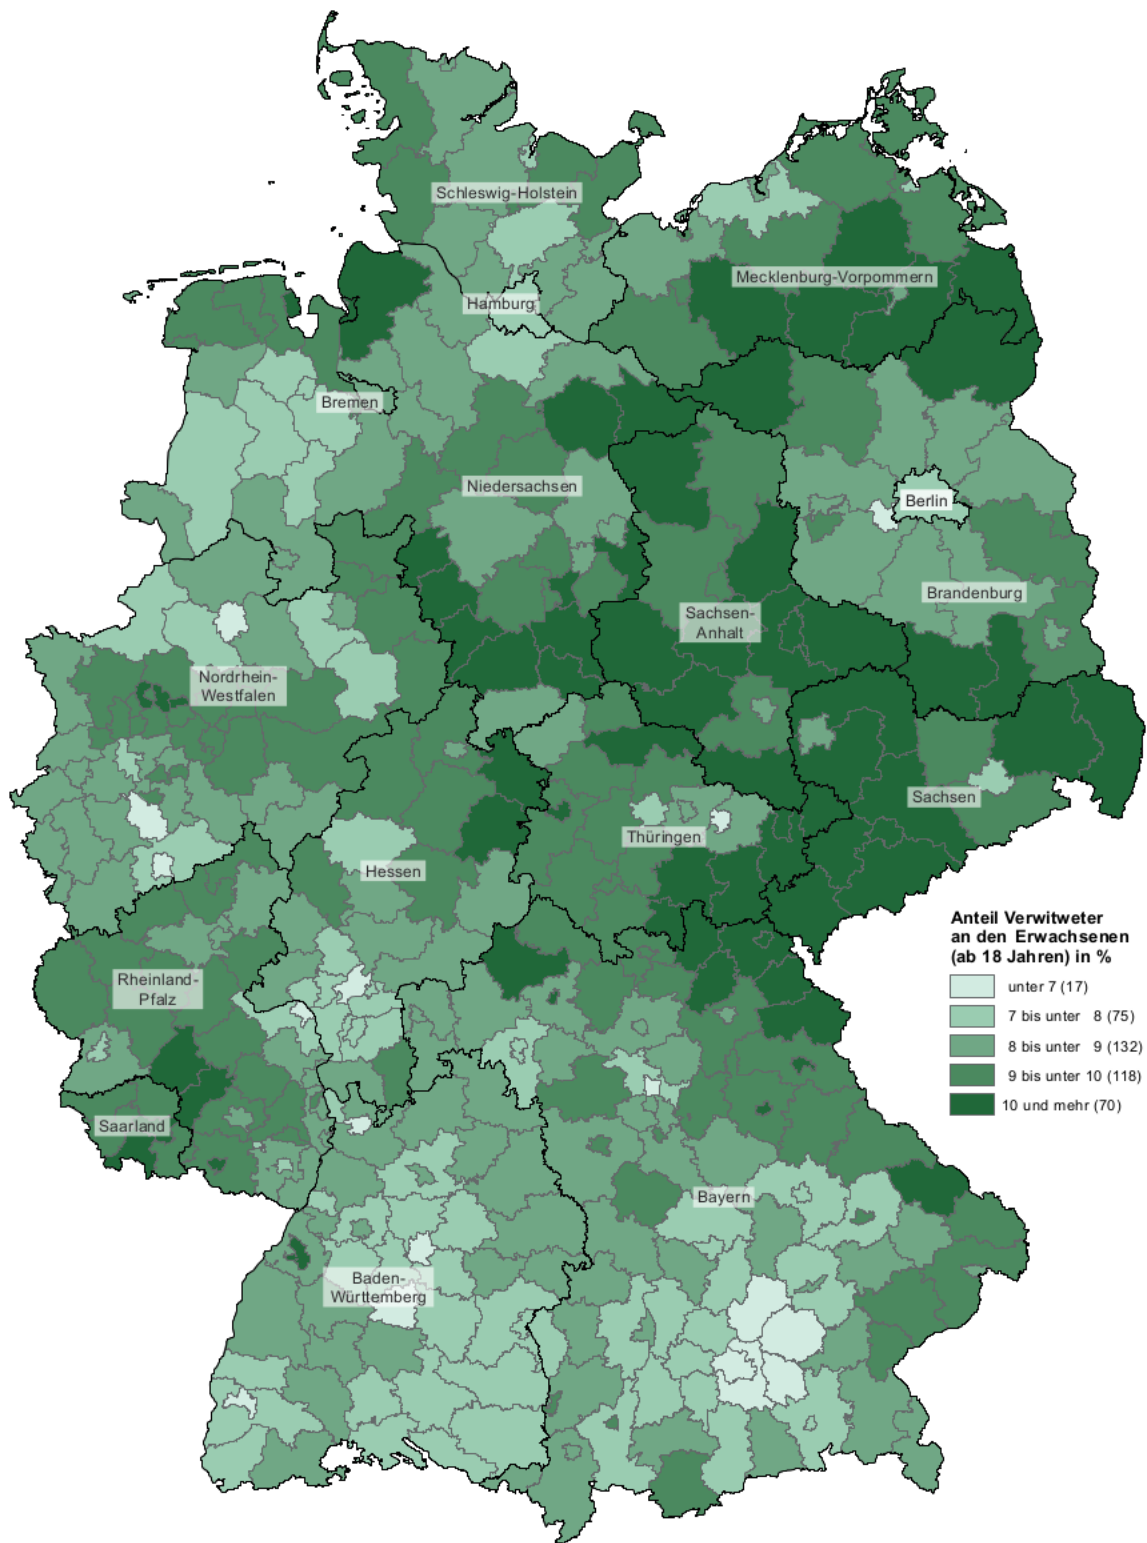 Schleswig-Holstein
Mecklenburg-Vorpommern
Hamburg
Bremen
Niedersachsen
Berlin
Brandenburg
Sachsen-
Anhalt
Nordrhein-
Westfalen
Sachsen
Thüringen
Hessen
Rheinland-
Pfalz
Saarland
Bayern
Baden-
Württemberg
Anteil Verwitweter
an den Erwachsenen
(ab 18 Jahren) in %
unter 7 (17)
7 bis unter 8 (75)
8 bis unter 9 (132)
9 bis unter 10 (118)
10 und mehr (70)